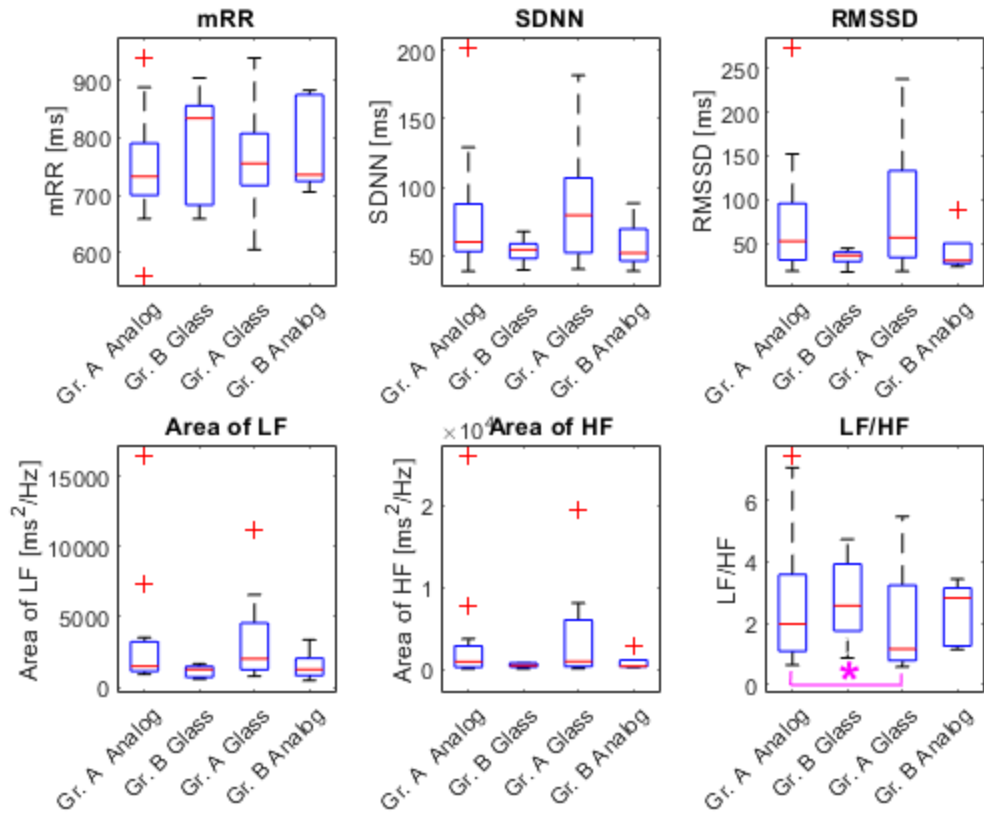 mRR
SDNN
RMSSD
mRR [ms]
900
800
700
600
SDNN [ms]
200
150
100
50
RMSSD [ms]
250
200
150
100
50
Gr. A Analog
Gr. B Glass
Gr. A Glass
Gr. B Analog
Gr. A Analog
Gr. B Glass
Gr. A Glass
Gr. B Analog
Gr. A Analog
Gr. B Glass
Gr. A Glass
Gr. B Analog
Area of LF
×10⁴
Area of HF
LF/HF
Area of LF [ms²/Hz]
15000
10000
5000
0
Area of HF [ms²/Hz]
2
1
0
LF/HF
6
4
2
0
*
Gr. A Analog
Gr. B Glass
Gr. A Glass
Gr. B Analog
Gr. A Analog
Gr. B Glass
Gr. A Glass
Gr. B Analog
Gr. A Analog
Gr. B Glass
Gr. A Glass
Gr. B Analog